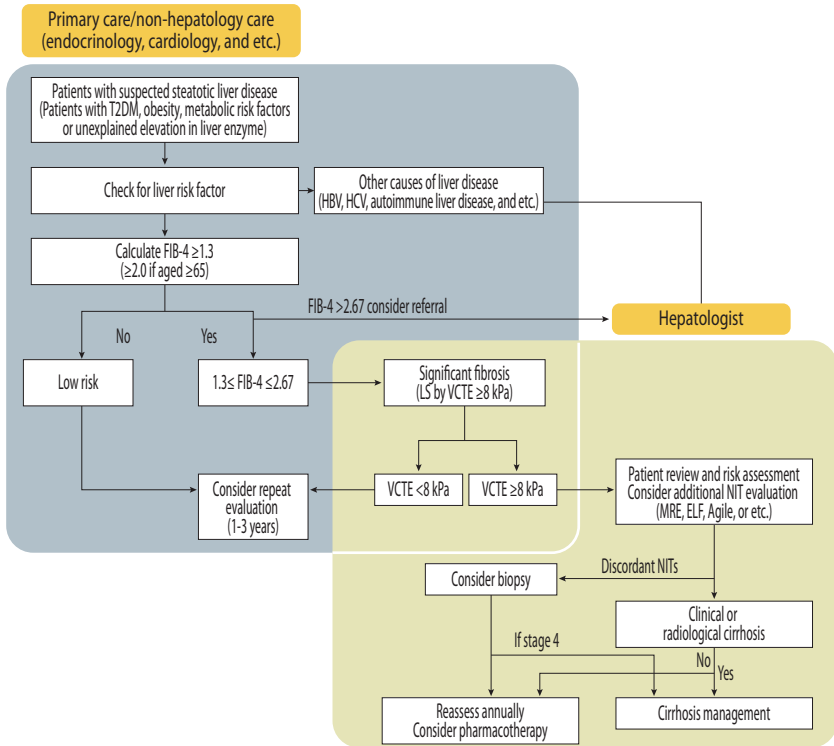 Primary care/non-hepatology care
(endocrinology, cardiology, and etc.)
Patients with suspected steatotic liver disease
(Patients with T2DM, obesity, metabolic risk factors
or unexplained elevation in liver enzyme)
Check for liver risk factor
Other causes of liver disease
(HBV, HCV, autoimmune liver disease, and etc.)
Calculate FIB-4 ≥1.3
(≥2.0 if aged ≥65)
FIB-4 >2.67 consider referral
Hepatologist
No
Yes
Low risk
1.3≤ FIB-4 ≤2.67
Significant fibrosis
(LS by VCTE ≥8 kPa)
Consider repeat
evaluation
(1-3 years)
VCTE <8 kPa
VCTE ≥8 kPa
Patient review and risk assessment
Consider additional NIT evaluation
(MRE, ELF, Agile, or etc.)
Discordant NITs
Consider biopsy
Clinical or
radiological cirrhosis
If stage 4
No
Yes
Reassess annually
Consider pharmacotherapy
Cirrhosis management